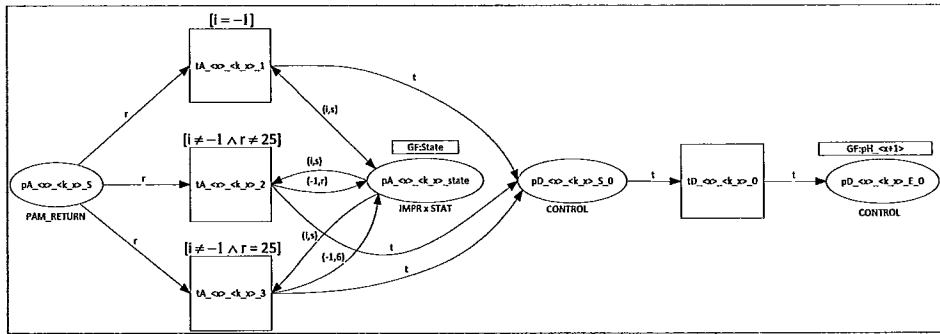 [i = -1]
tA_<x>_<k_x>_1
t
r
(i,s)
[i ≠ -1 ∧ r ≠ 25]
GF:State
GF:pH_<x+1>
(i,s)
pA_<x>_<k_x>_S
r
tA_<x>_<k_x>_2
(-1,r)
pA_<x>_<k_x>_state
pD_<x>_<k_x>_S_0
t
tD_<x>_<k_x>_0
t
pD_<x>_<k_x>_E_0
PAM_RETURN
IMPR x STAT
CONTROL
CONTROL
r
[i ≠ -1 ∧ r = 25]
(i,s)
(-1,6)
t
tA_<x>_<k_x>_3
t